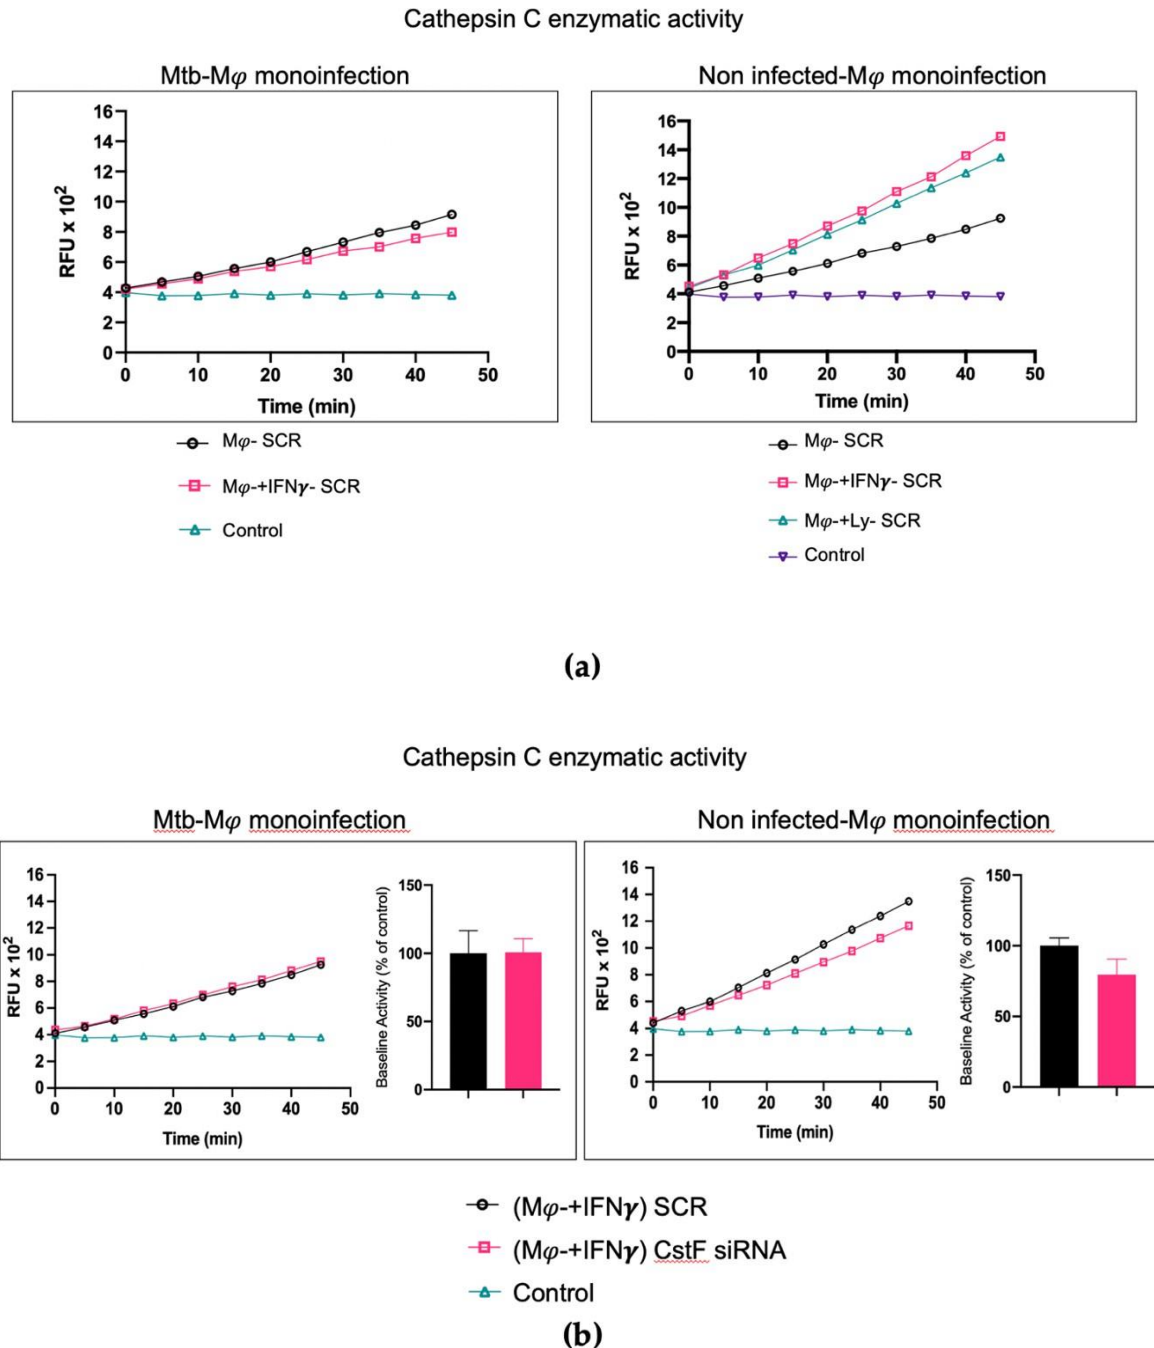 Cathepsin C enzymatic activity
Mtb-Mφ monoinfection
16
14
12
10
8
6
4
2
0
RFU x 10²
0 10 20 30 40 50
Time (min)
Mφ- SCR
Mφ-+IFNγ- SCR
Control
Non infected-Mφ monoinfection
16
14
12
10
8
6
4
2
0
RFU x 10²
0 10 20 30 40 50
Time (min)
Mφ- SCR
Mφ-+IFNγ- SCR
Mφ-+Ly- SCR
Control
(a)
Cathepsin C enzymatic activity
Mtb-Mφ monoinfection
16
14
12
10
8
6
4
2
0
RFU x 10²
0 10 20 30 40 50
Time (min)
150
100
50
0
Baseline Activity (% of control)
Non infected-Mφ monoinfection
16
14
12
10
8
6
4
2
0
RFU x 10²
0 10 20 30 40 50
Time (min)
150
100
50
0
Baseline Activity (% of control)
(Mφ-+IFNγ) SCR
(Mφ-+IFNγ) CstF siRNA
Control
(b)